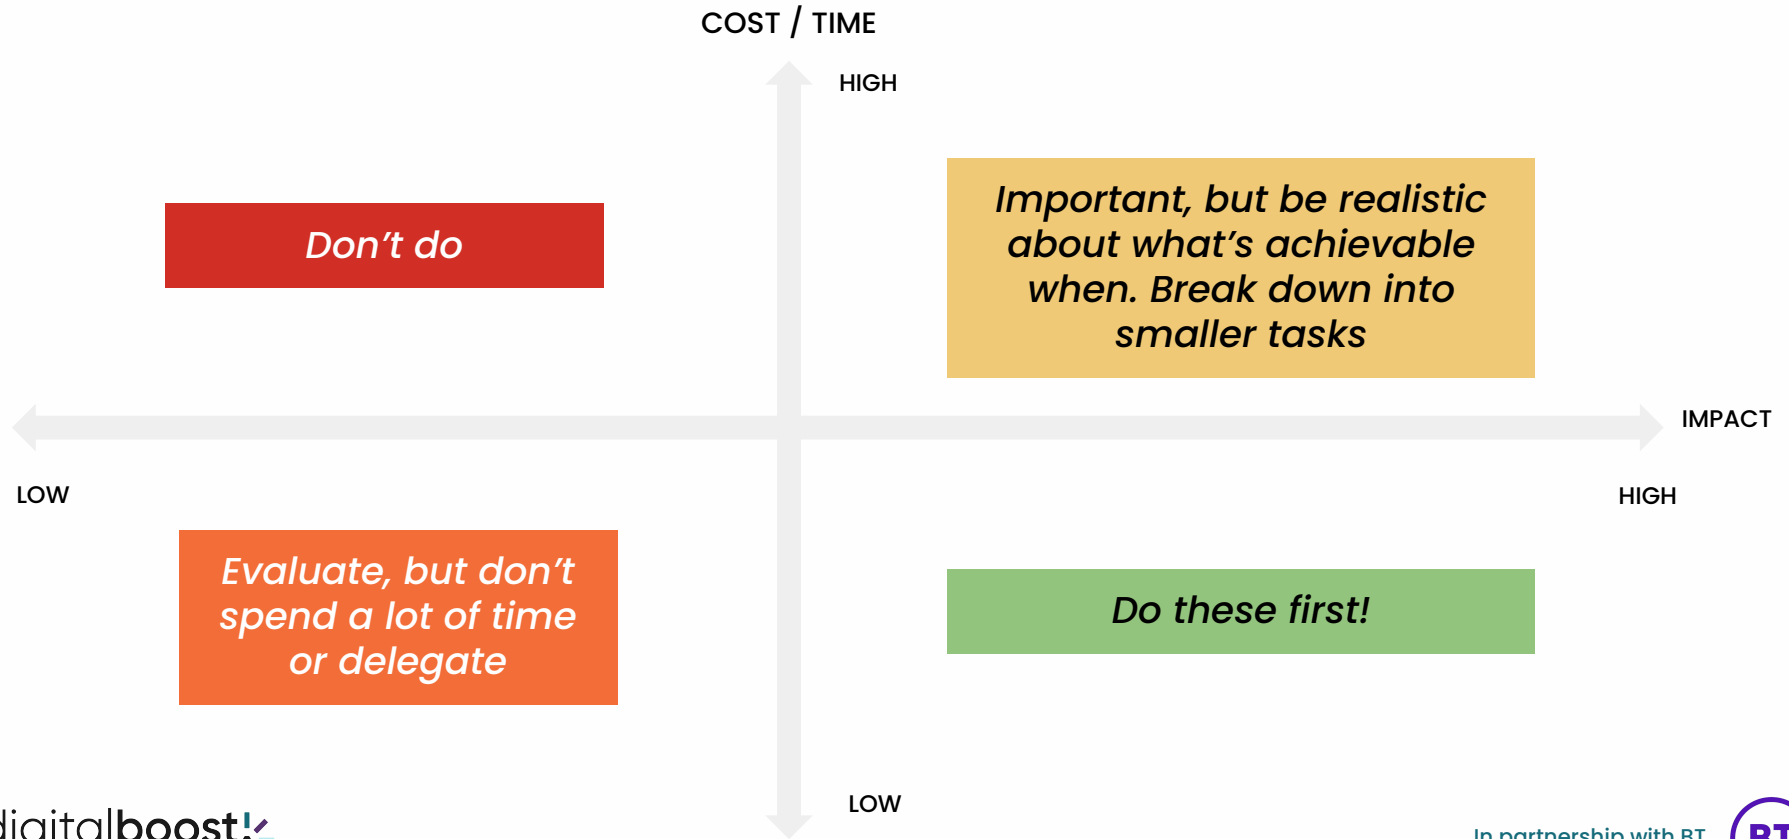 COST / TIME
HIGH
Don't do
Important, but be realistic
about what's achievable
when. Break down into
smaller tasks
IMPACT
LOW
HIGH
Evaluate, but don't
spend a lot of time
or delegate
Do these first!
LOW
digitalboost!
In partnership with BT
BT